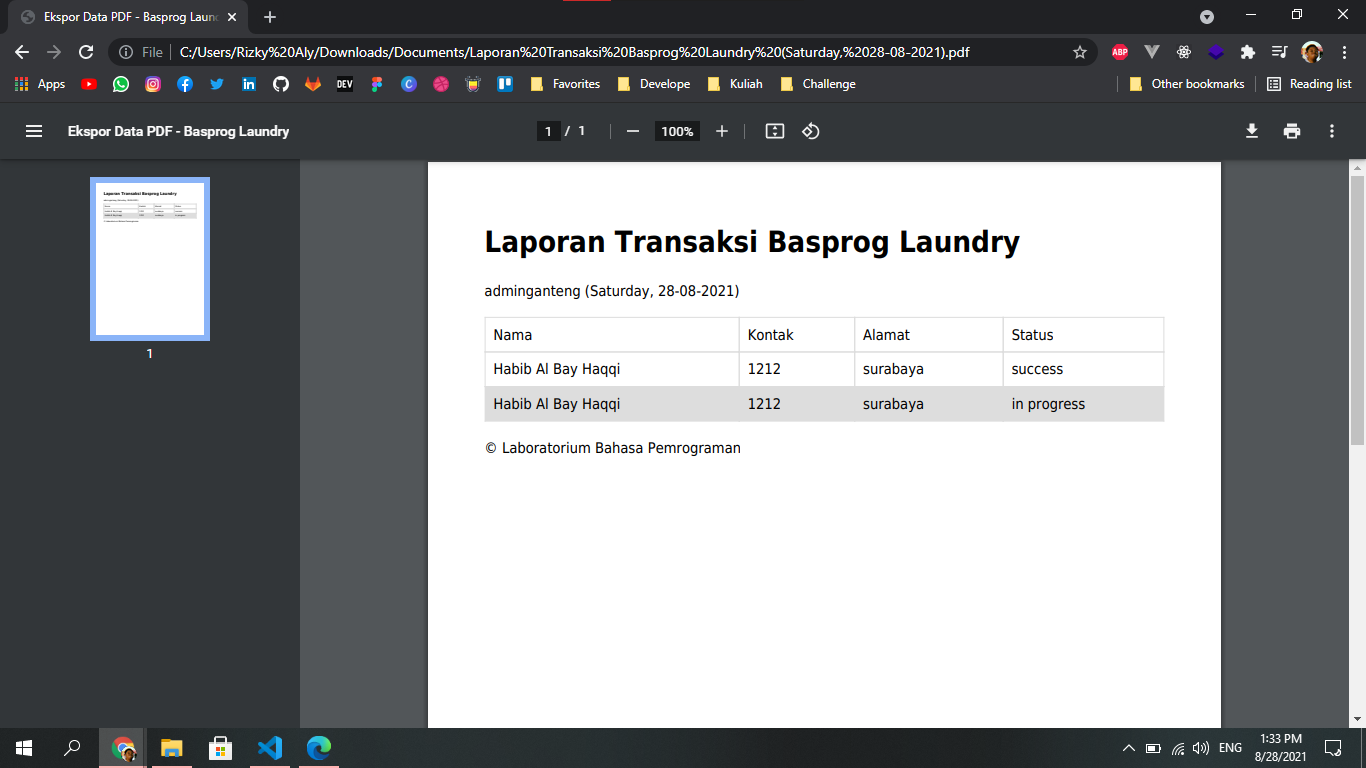 Ekspor Data PDF - Basprog Laun
File
C:/Users/Rizky%20Aly/Downloads/Documents/Laporan%20Transaksi%20Basprog%20Laundry%20(Saturday,%2028-08-2021).pdf
ABP
Apps
DEV
Favorites
Develope
Kuliah
Challenge
Other bookmarks
Reading list
Ekspor Data PDF - Basprog Laundry
1 / 1
100%
1
Laporan Transaksi Basprog Laundry
adminganteng (Saturday, 28-08-2021)
Nama Kontak Alamat Status
Habib Al Bay Haqqi 1212 surabaya success
Habib Al Bay Haqqi 1212 surabaya in progress
© Laboratorium Bahasa Pemrograman
ENG
1:33 PM
8/28/2021